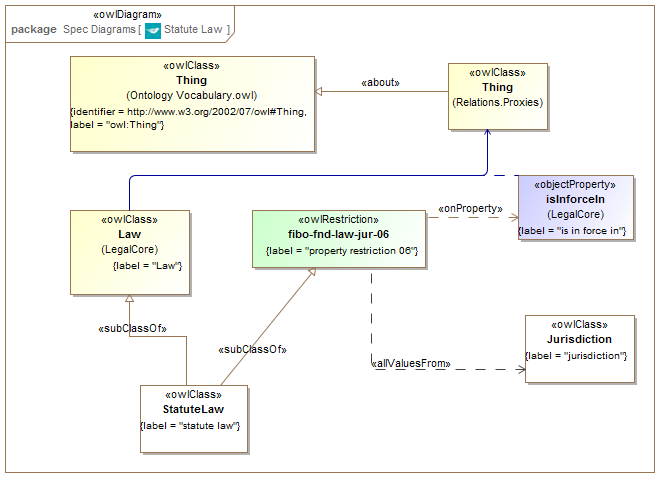 «owlDiagram»
package Spec Diagrams [ Statute Law ]
«owlClass»
Thing
(Ontology Vocabulary.owl)
{identifier = http://www.w3.org/2002/07/owl#Thing,
label = "owl:Thing"}
«about»
«owlClass»
Thing
(Relations.Proxies)
«owlClass»
Law
(LegalCore)
{label = "Law"}
«owlRestriction»
fibo-fnd-law-jur-06
{label = "property restriction 06"}
«onProperty»
«objectProperty»
isInforceIn
(LegalCore)
{label = "is in force in"}
«subClassOf»
«subClassOf»
«allValuesFrom»
«owlClass»
Jurisdiction
{label = "jurisdiction"}
«owlClass»
StatuteLaw
{label = "statute law"}